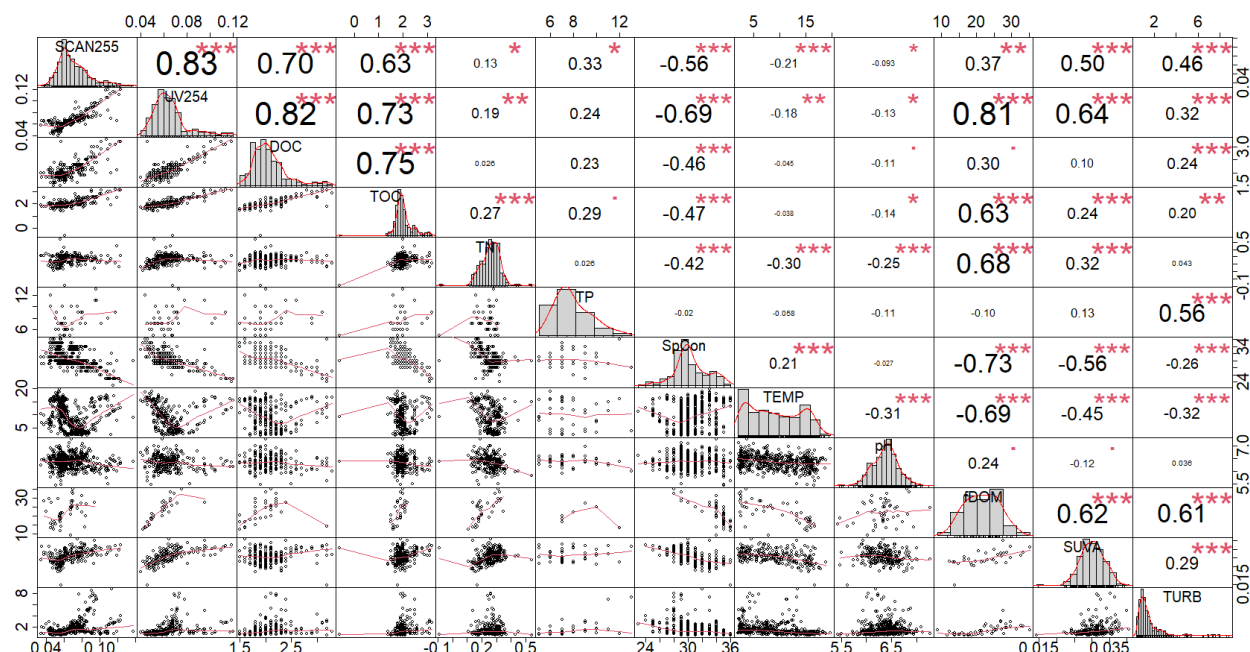 0.04 0.08 0.12 0 1 2 3 6 8 12 5 15 10 20 30 2 6
SCAN255 0.83 *** 0.70 *** 0.63 *** 0.13 * 0.33 * -0.56 *** -0.21 *** -0.093 * 0.37 ** 0.50 *** 0.46 *** 0.04
0.04 0.12 UV254 0.82 *** 0.73 *** 0.19 ** 0.24 -0.69 *** -0.18 ** -0.13 * 0.81 *** 0.64 *** 0.32 ***
DOC 0.75 *** 0.026 0.23 -0.46 *** -0.045 -0.11 . 0.30 . 0.10 0.24 *** 1.5 3.0
0 2 TOC 0.27 *** 0.29 . -0.47 *** -0.038 -0.14 * 0.63 *** 0.24 *** 0.20 **
TN 0.026 -0.42 *** -0.30 *** -0.25 *** 0.68 *** 0.32 *** 0.043 -0.1 0.5
6 12 TP -0.02 -0.058 -0.11 -0.10 0.13 0.56 ***
SpCon 0.21 *** -0.027 -0.73 *** -0.56 *** -0.26 *** 24 34
5 20 TEMP -0.31 *** -0.69 *** -0.45 *** -0.32 ***
pH 0.24 . -0.12 . 0.036 5.5 7.0
10 30 fDOM 0.62 *** 0.61 ***
SUVA 0.29 *** 0.015
2 8 TURB
0.04 0.10 1.5 2.5 -0.1 0.2 0.5 24 30 36 5.5 6.5 0.015 0.035